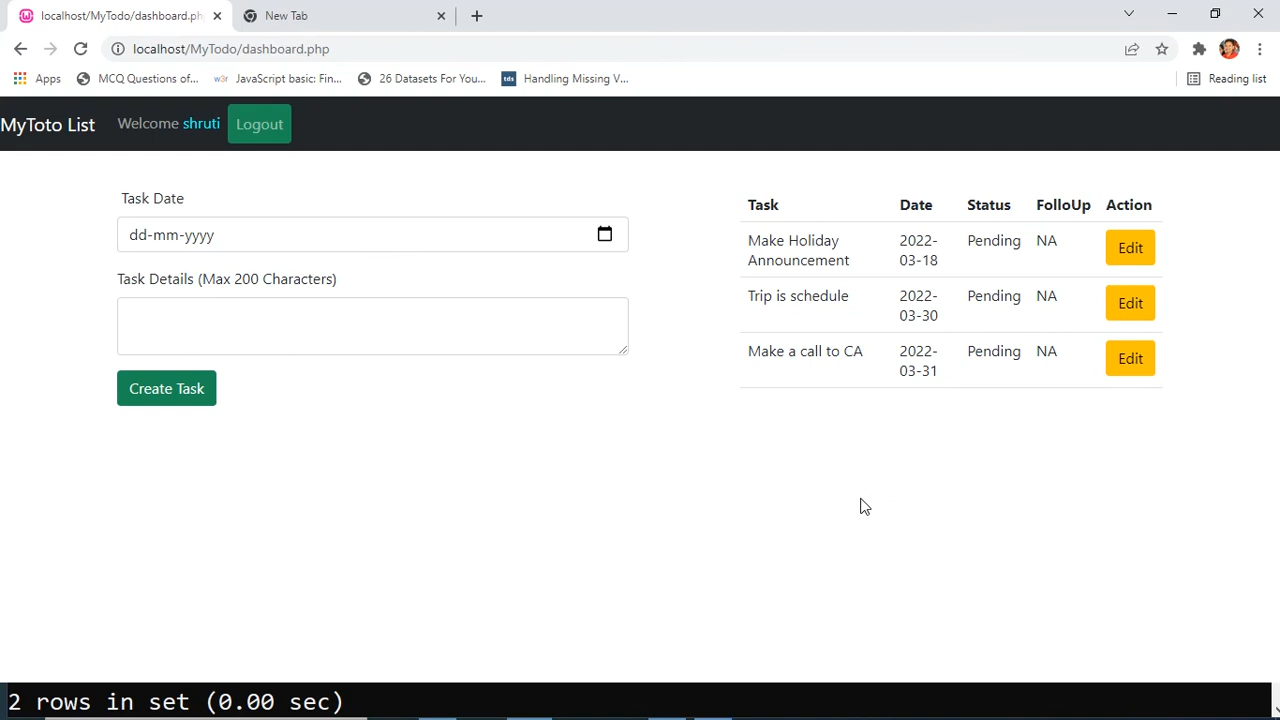 localhost/MyTodo/dashboard.ph
New Tab
localhost/MyTodo/dashboard.php
Apps
MCQ Questions of...
w3r
JavaScript basic: Fin...
26 Datasets For You...
tds
Handling Missing V...
Reading list
MyToto List
Welcome shruti
Logout
Task Date
dd-mm-yyyy
Task Details (Max 200 Characters)
Create Task
Task Date Status FolloUp Action
Make Holiday 2022- Pending NA Edit
Announcement 03-18
Trip is schedule 2022- Pending NA Edit
03-30
Make a call to CA 2022- Pending NA Edit
03-31
2 rows in set (0.00 sec)